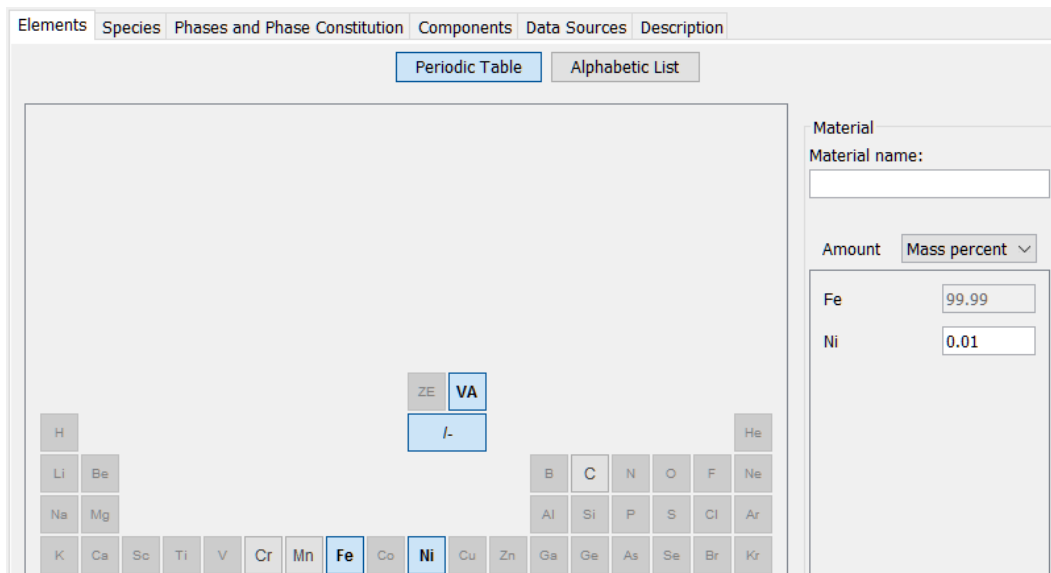 Elements Species Phases and Phase Constitution Components Data Sources Description
Periodic Table Alphabetic List
Material
Material name:
Amount Mass percent
Fe 99.99
Ni 0.01
ZE VA
H /- He
Li Be B C N O F Ne
Na Mg Al Si P S Cl Ar
K Ca Sc Ti V Cr Mn Fe Co Ni Cu Zn Ga Ge As Se Br Kr